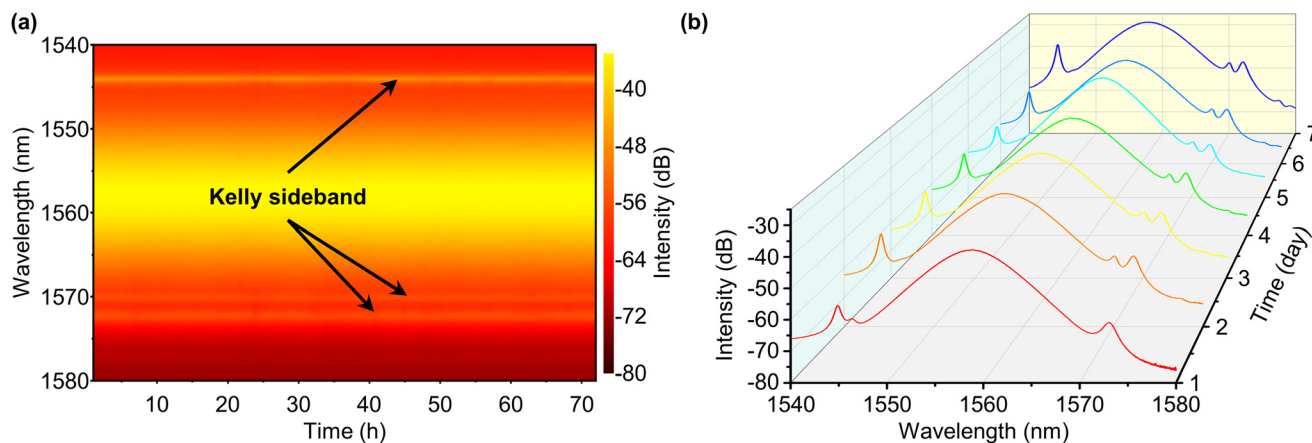 (a)
1540
1550
1560
1570
1580
Wavelength (nm)
10 20 30 40 50 60 70
Time (h)
Kelly sideband
-40
-48
-56
-64
-72
-80
Intensity (dB)
(b)
-30
-40
-50
-60
-70
-80
Intensity (dB)
1540 1550 1560 1570 1580
Wavelength (nm)
1
2
3
4
5
6
7
Time (day)